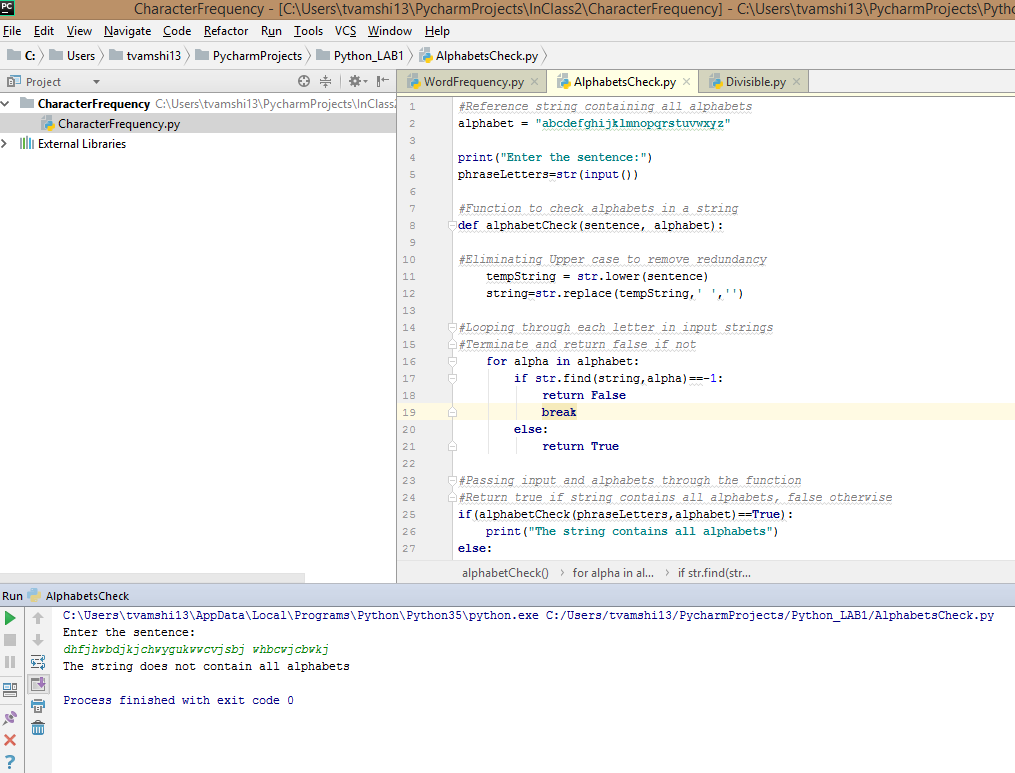 PC CharacterFrequency - [C:\Users\tvamshi13\PycharmProjects\InClass2\CharacterFrequency] - C:\Users\tvamshi13\PycharmProjects\Pytho
File Edit View Navigate Code Refactor Run Tools VCS Window Help
C: Users tvamshi13 PycharmProjects Python_LAB1 AlphabetsCheck.py
Project WordFrequency.py AlphabetsCheck.py Divisible.py
CharacterFrequency C:\Users\tvamshi13\PycharmProjects\InClass2
CharacterFrequency.py
External Libraries
1 #Reference string containing all alphabets
2 alphabet = "abcdefghijklmnopqrstuvwxyz"
3
4 print("Enter the sentence:")
5 phraseLetters=str(input())
6
7 #Function to check alphabets in a string
8 def alphabetCheck(sentence, alphabet):
9
10 #Eliminating Upper case to remove redundancy
11 tempString = str.lower(sentence)
12 string=str.replace(tempString,' ','')
13
14 #Looping through each letter in input strings
15 #Terminate and return false if not
16 for alpha in alphabet:
17 if str.find(string,alpha)==-1:
18 return False
19 break
20 else:
21 return True
22
23 #Passing input and alphabets through the function
24 #Return true if string contains all alphabets, false otherwise
25 if(alphabetCheck(phraseLetters,alphabet)==True):
26 print("The string contains all alphabets")
27 else:
alphabetCheck() for alpha in al... if str.find(str...
Run AlphabetsCheck
C:\Users\tvamshi13\AppData\Local\Programs\Python\Python35\python.exe C:/Users/tvamshi13/PycharmProjects/Python_LAB1/AlphabetsCheck.py
Enter the sentence:
dhfjhwbdjkjchwygukwwcvjsbj whbcwjcbwkj
The string does not contain all alphabets
Process finished with exit code 0